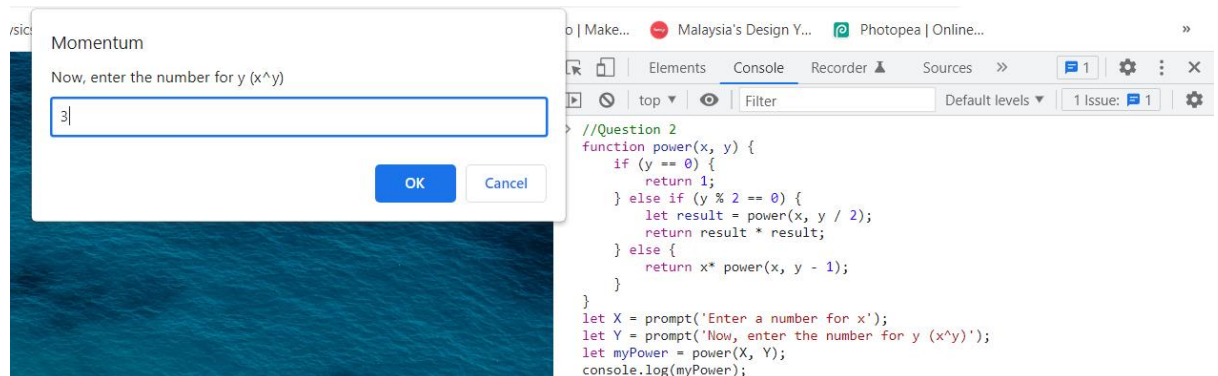 o | Make... Malaysia's Design Y... Photopea | Online... »
Momentum
Now, enter the number for y (x^y)
3
OK Cancel
Elements Console Recorder Sources » 1
top ▼ Filter Default levels ▼ 1 Issue: 1
> //Question 2
function power(x, y) {
if (y == 0) {
return 1;
} else if (y % 2 == 0) {
let result = power(x, y / 2);
return result * result;
} else {
return x* power(x, y - 1);
}
}
let X = prompt('Enter a number for x');
let Y = prompt('Now, enter the number for y (x^y)');
let myPower = power(X, Y);
console.log(myPower);